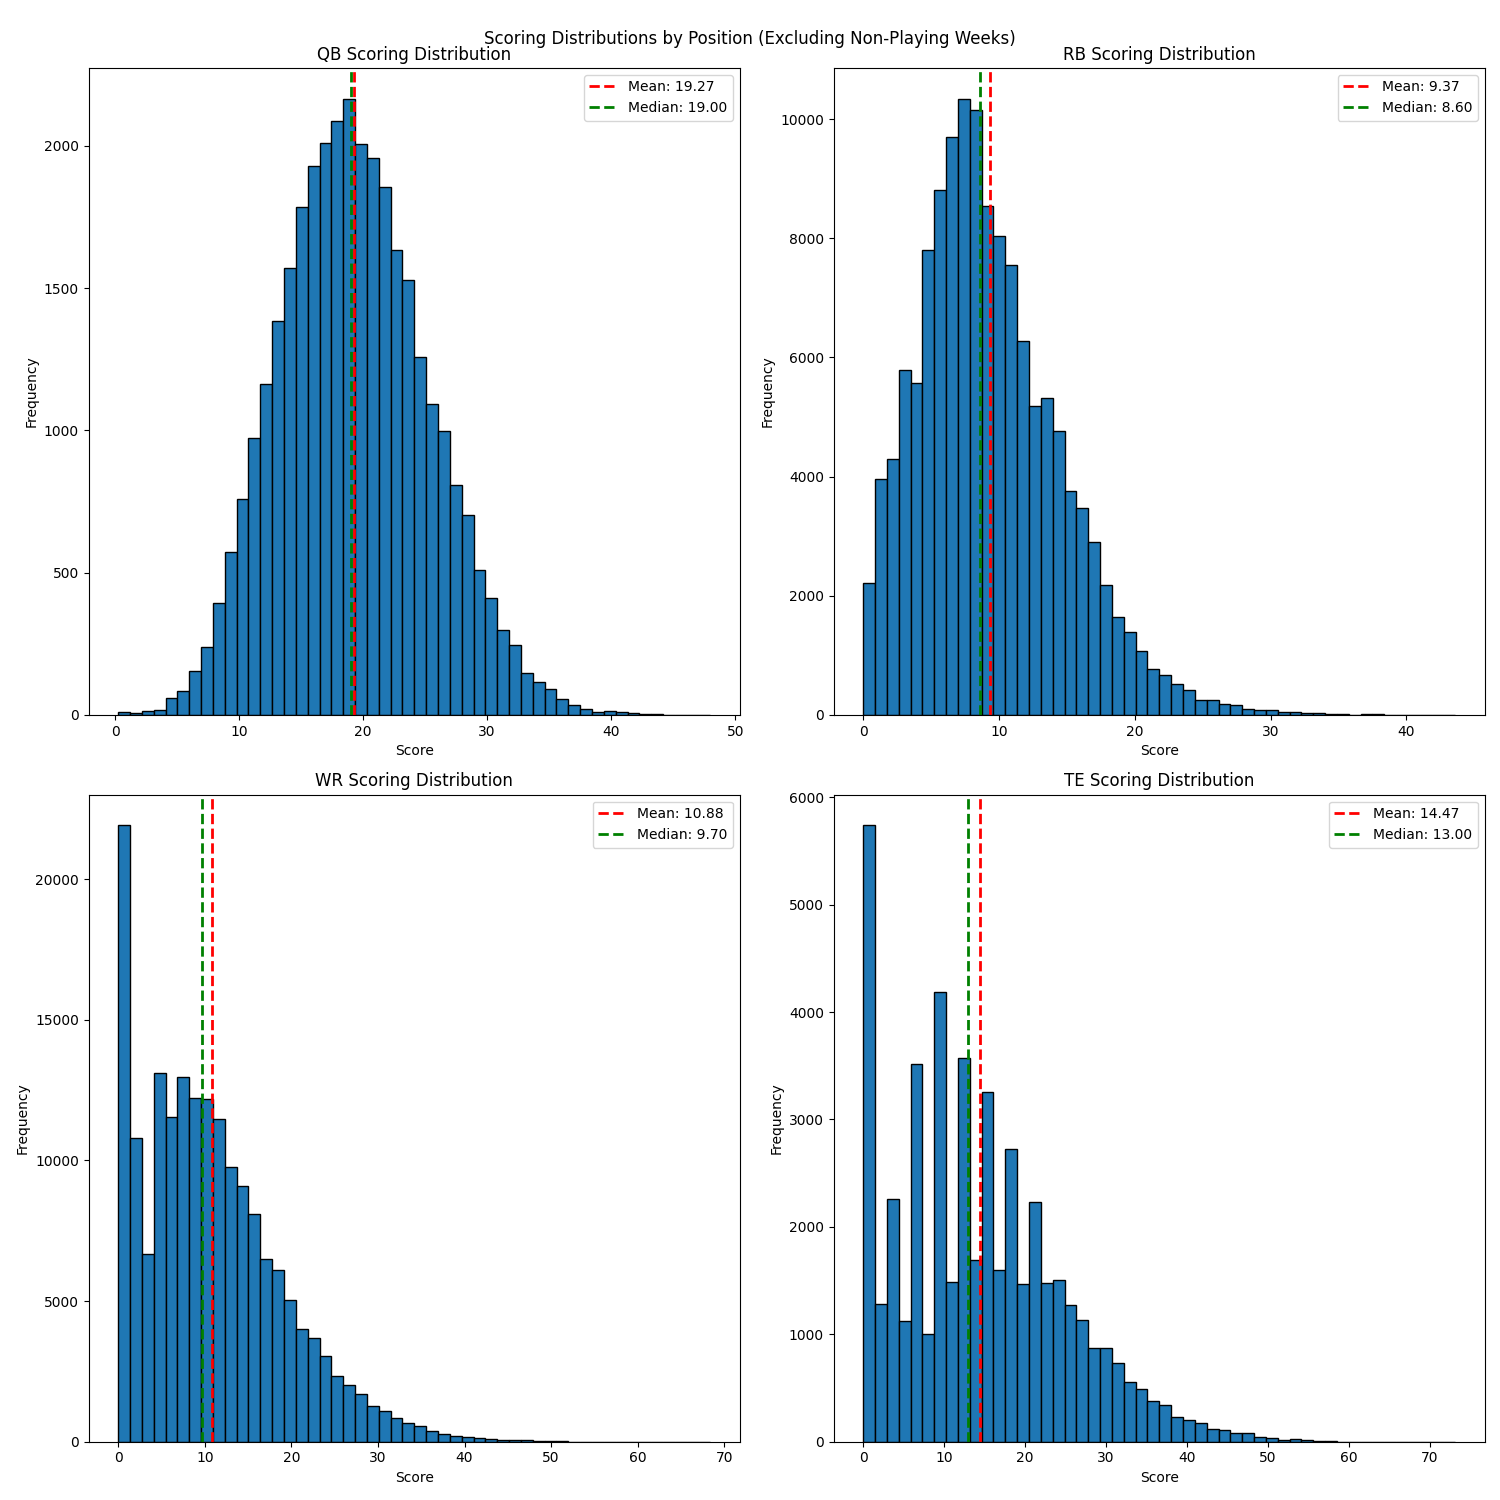 Scoring Distributions by Position (Excluding Non-Playing Weeks)
QB Scoring Distribution
Mean: 19.27
Median: 19.00
Frequency
2000
1500
1000
500
0
0 10 20 30 40 50
Score
RB Scoring Distribution
Mean: 9.37
Median: 8.60
Frequency
10000
8000
6000
4000
2000
0
0 10 20 30 40
Score
WR Scoring Distribution
Mean: 10.88
Median: 9.70
Frequency
20000
15000
10000
5000
0
0 10 20 30 40 50 60 70
Score
TE Scoring Distribution
Mean: 14.47
Median: 13.00
Frequency
6000
5000
4000
3000
2000
1000
0
0 10 20 30 40 50 60 70
Score